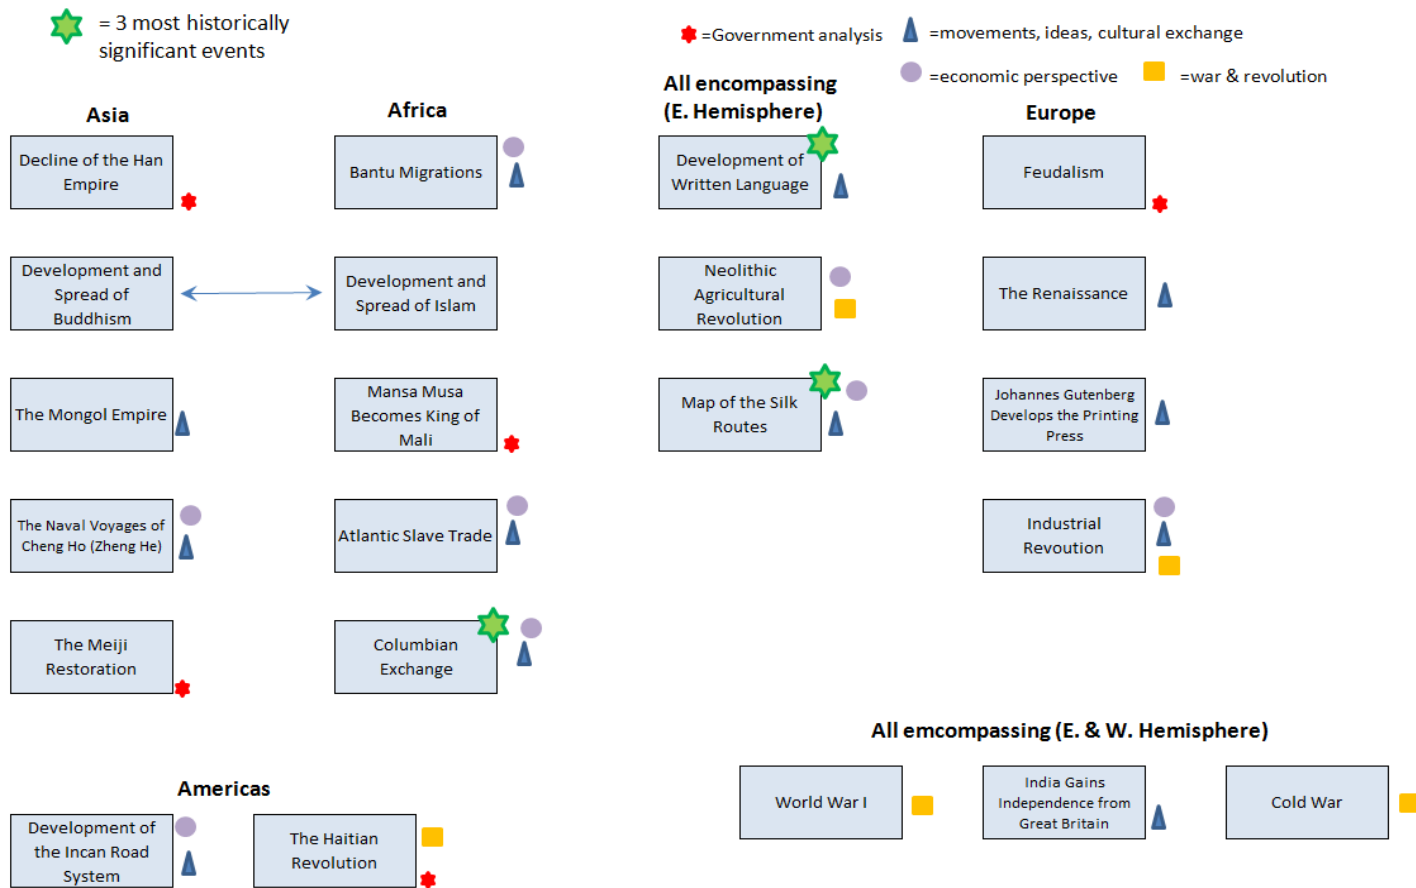 = 3 most historically
significant events
=Government analysis
=movements, ideas, cultural exchange
=economic perspective
=war & revolution
Asia
Decline of the Han
Empire
Development and
Spread of
Buddhism
The Mongol Empire
The Naval Voyages of
Cheng Ho (Zheng He)
The Meiji
Restoration
Africa
Bantu Migrations
Development and
Spread of Islam
Mansa Musa
Becomes King of
Mali
Atlantic Slave Trade
Columbian
Exchange
All encompassing
(E. Hemisphere)
Development of
Written Language
Neolithic
Agricultural
Revolution
Map of the Silk
Routes
Europe
Feudalism
The Renaissance
Johannes Gutenberg
Develops the Printing
Press
Industrial
Revoution
Americas
Development of
the Incan Road
System
The Haitian
Revolution
All emcompassing (E. & W. Hemisphere)
World War I
India Gains
Independence from
Great Britain
Cold War